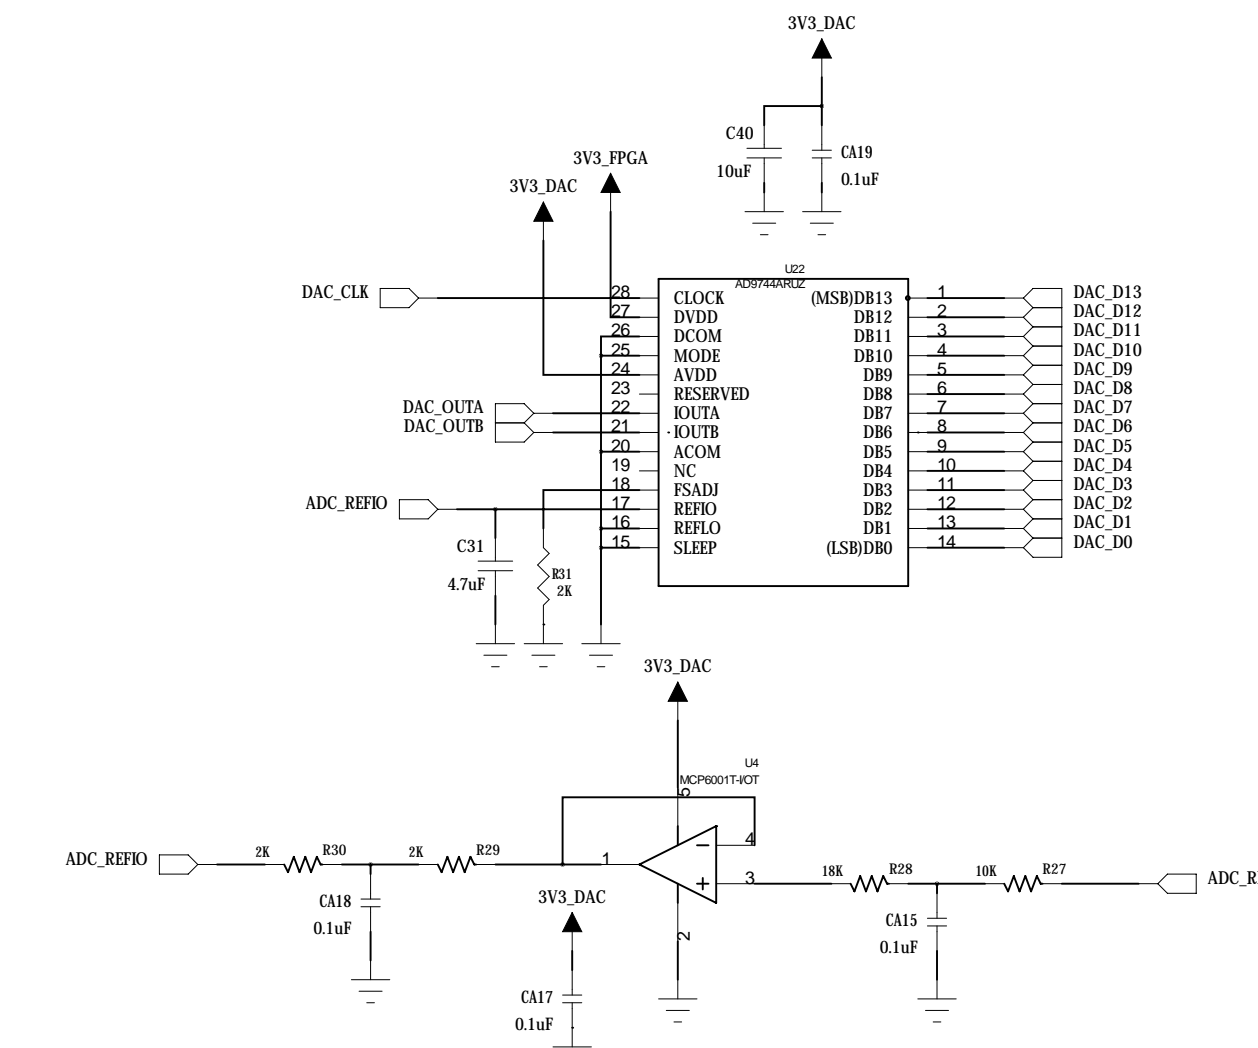 3V3_DAC
C40
10uF
CA19
0.1uF
3V3_FPGA
3V3_DAC
U22
AD9744ARUZ
DAC_CLK
DAC_OUTA
DAC_OUTB
ADC_REFIO
28 CLOCK (MSB)DB13 1 DAC_D13
27 DVDD DB12 2 DAC_D12
26 DCOM DB11 3 DAC_D11
25 MODE DB10 4 DAC_D10
24 AVDD DB9 5 DAC_D9
23 RESERVED DB8 6 DAC_D8
22 IOUTA DB7 7 DAC_D7
21 IOUTB DB6 8 DAC_D6
20 ACOM DB5 9 DAC_D5
19 NC DB4 10 DAC_D4
18 FSADJ DB3 11 DAC_D3
17 REFIO DB2 12 DAC_D2
16 REFLO DB1 13 DAC_D1
15 SLEEP (LSB)DB0 14 DAC_D0
C31
4.7uF
R31
2K
3V3_DAC
U4
MCP6001T-I/OT
5
4
3
1
2
ADC_REFIO
2K R30
2K R29
CA18
0.1uF
3V3_DAC
CA17
0.1uF
18K R28
10K R27
CA15
0.1uF